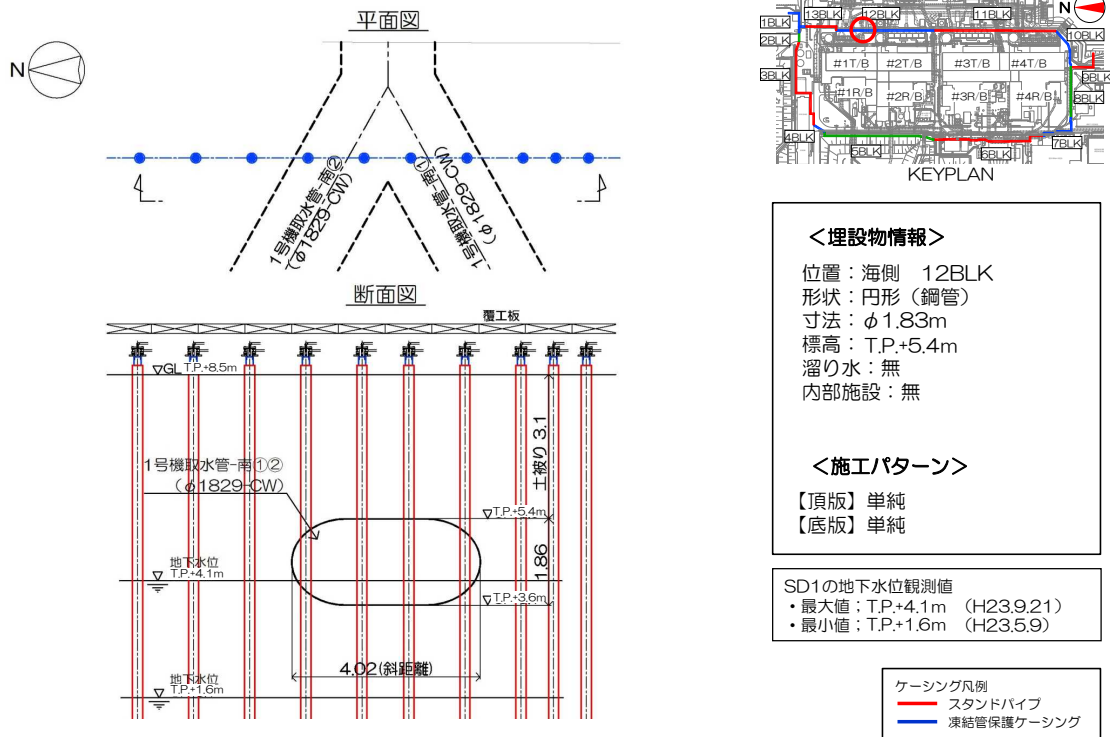 平面図
N
1号機取水管-南②
(φ1829-CW)
1号機取水管-南①
(φ1829-CW)
断面図
覆工板
▽GL T.P.+8.5m
土被り 3.1
1号機取水管-南①②
(φ1829-CW)
▽T.P.+5.4m
1.86
地下水位
T.P.+4.1m
▽T.P.+3.6m
4.02(斜距離)
地下水位
T.P.+1.6m
N
1BLK
13BLK
12BLK
11BLK
10BLK
2BLK
3BLK
#1T/B
#2T/B
#3T/B
#4T/B
9BLK
#1R/B
#2R/B
#3R/B
#4R/B
8BLK
4BLK
5BLK
6BLK
7BLK
KEYPLAN
＜埋設物情報＞
位置：海側　12BLK
形状：円形（鋼管）
寸法：φ1.83m
標高：T.P.+5.4m
溜り水：無
内部施設：無
＜施工パターン＞
【頂版】単純
【底版】単純
SD1の地下水位観測値
・最大値；T.P.+4.1m　（H23.9.21）
・最小値；T.P.+1.6m　（H23.5.9）
ケーシング凡例
スタンドパイプ
凍結管保護ケーシング